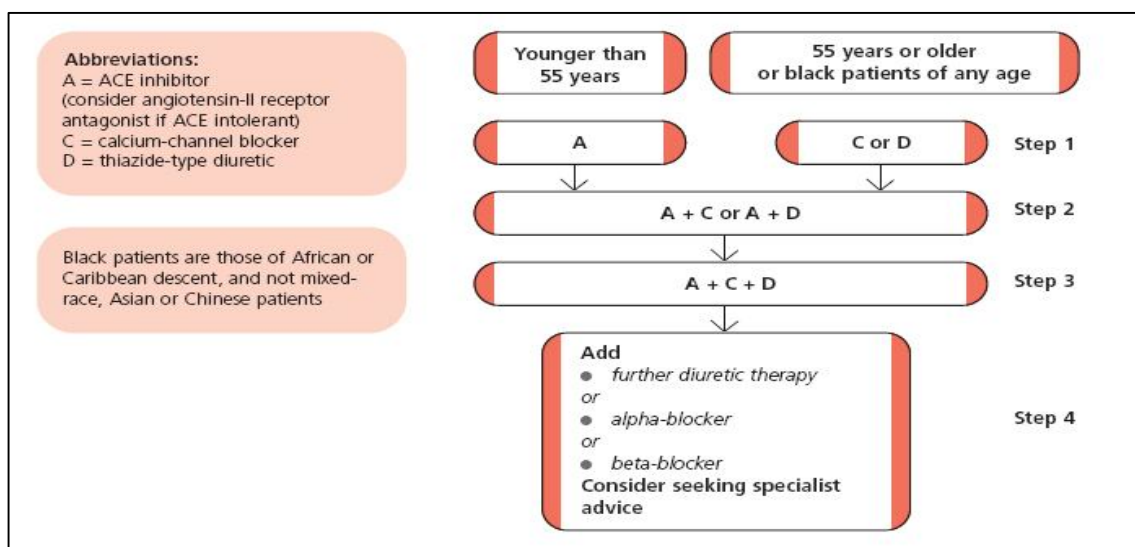 Abbreviations:
A = ACE inhibitor
(consider angiotensin-II receptor
antagonist if ACE intolerant)
C = calcium-channel blocker
D = thiazide-type diuretic
Black patients are those of African or
Caribbean descent, and not mixed-
race, Asian or Chinese patients
Younger than
55 years
55 years or older
or black patients of any age
A
C or D
Step 1
A + C or A + D
Step 2
A + C + D
Step 3
Add
• further diuretic therapy
or
• alpha-blocker
or
• beta-blocker
Consider seeking specialist
advice
Step 4